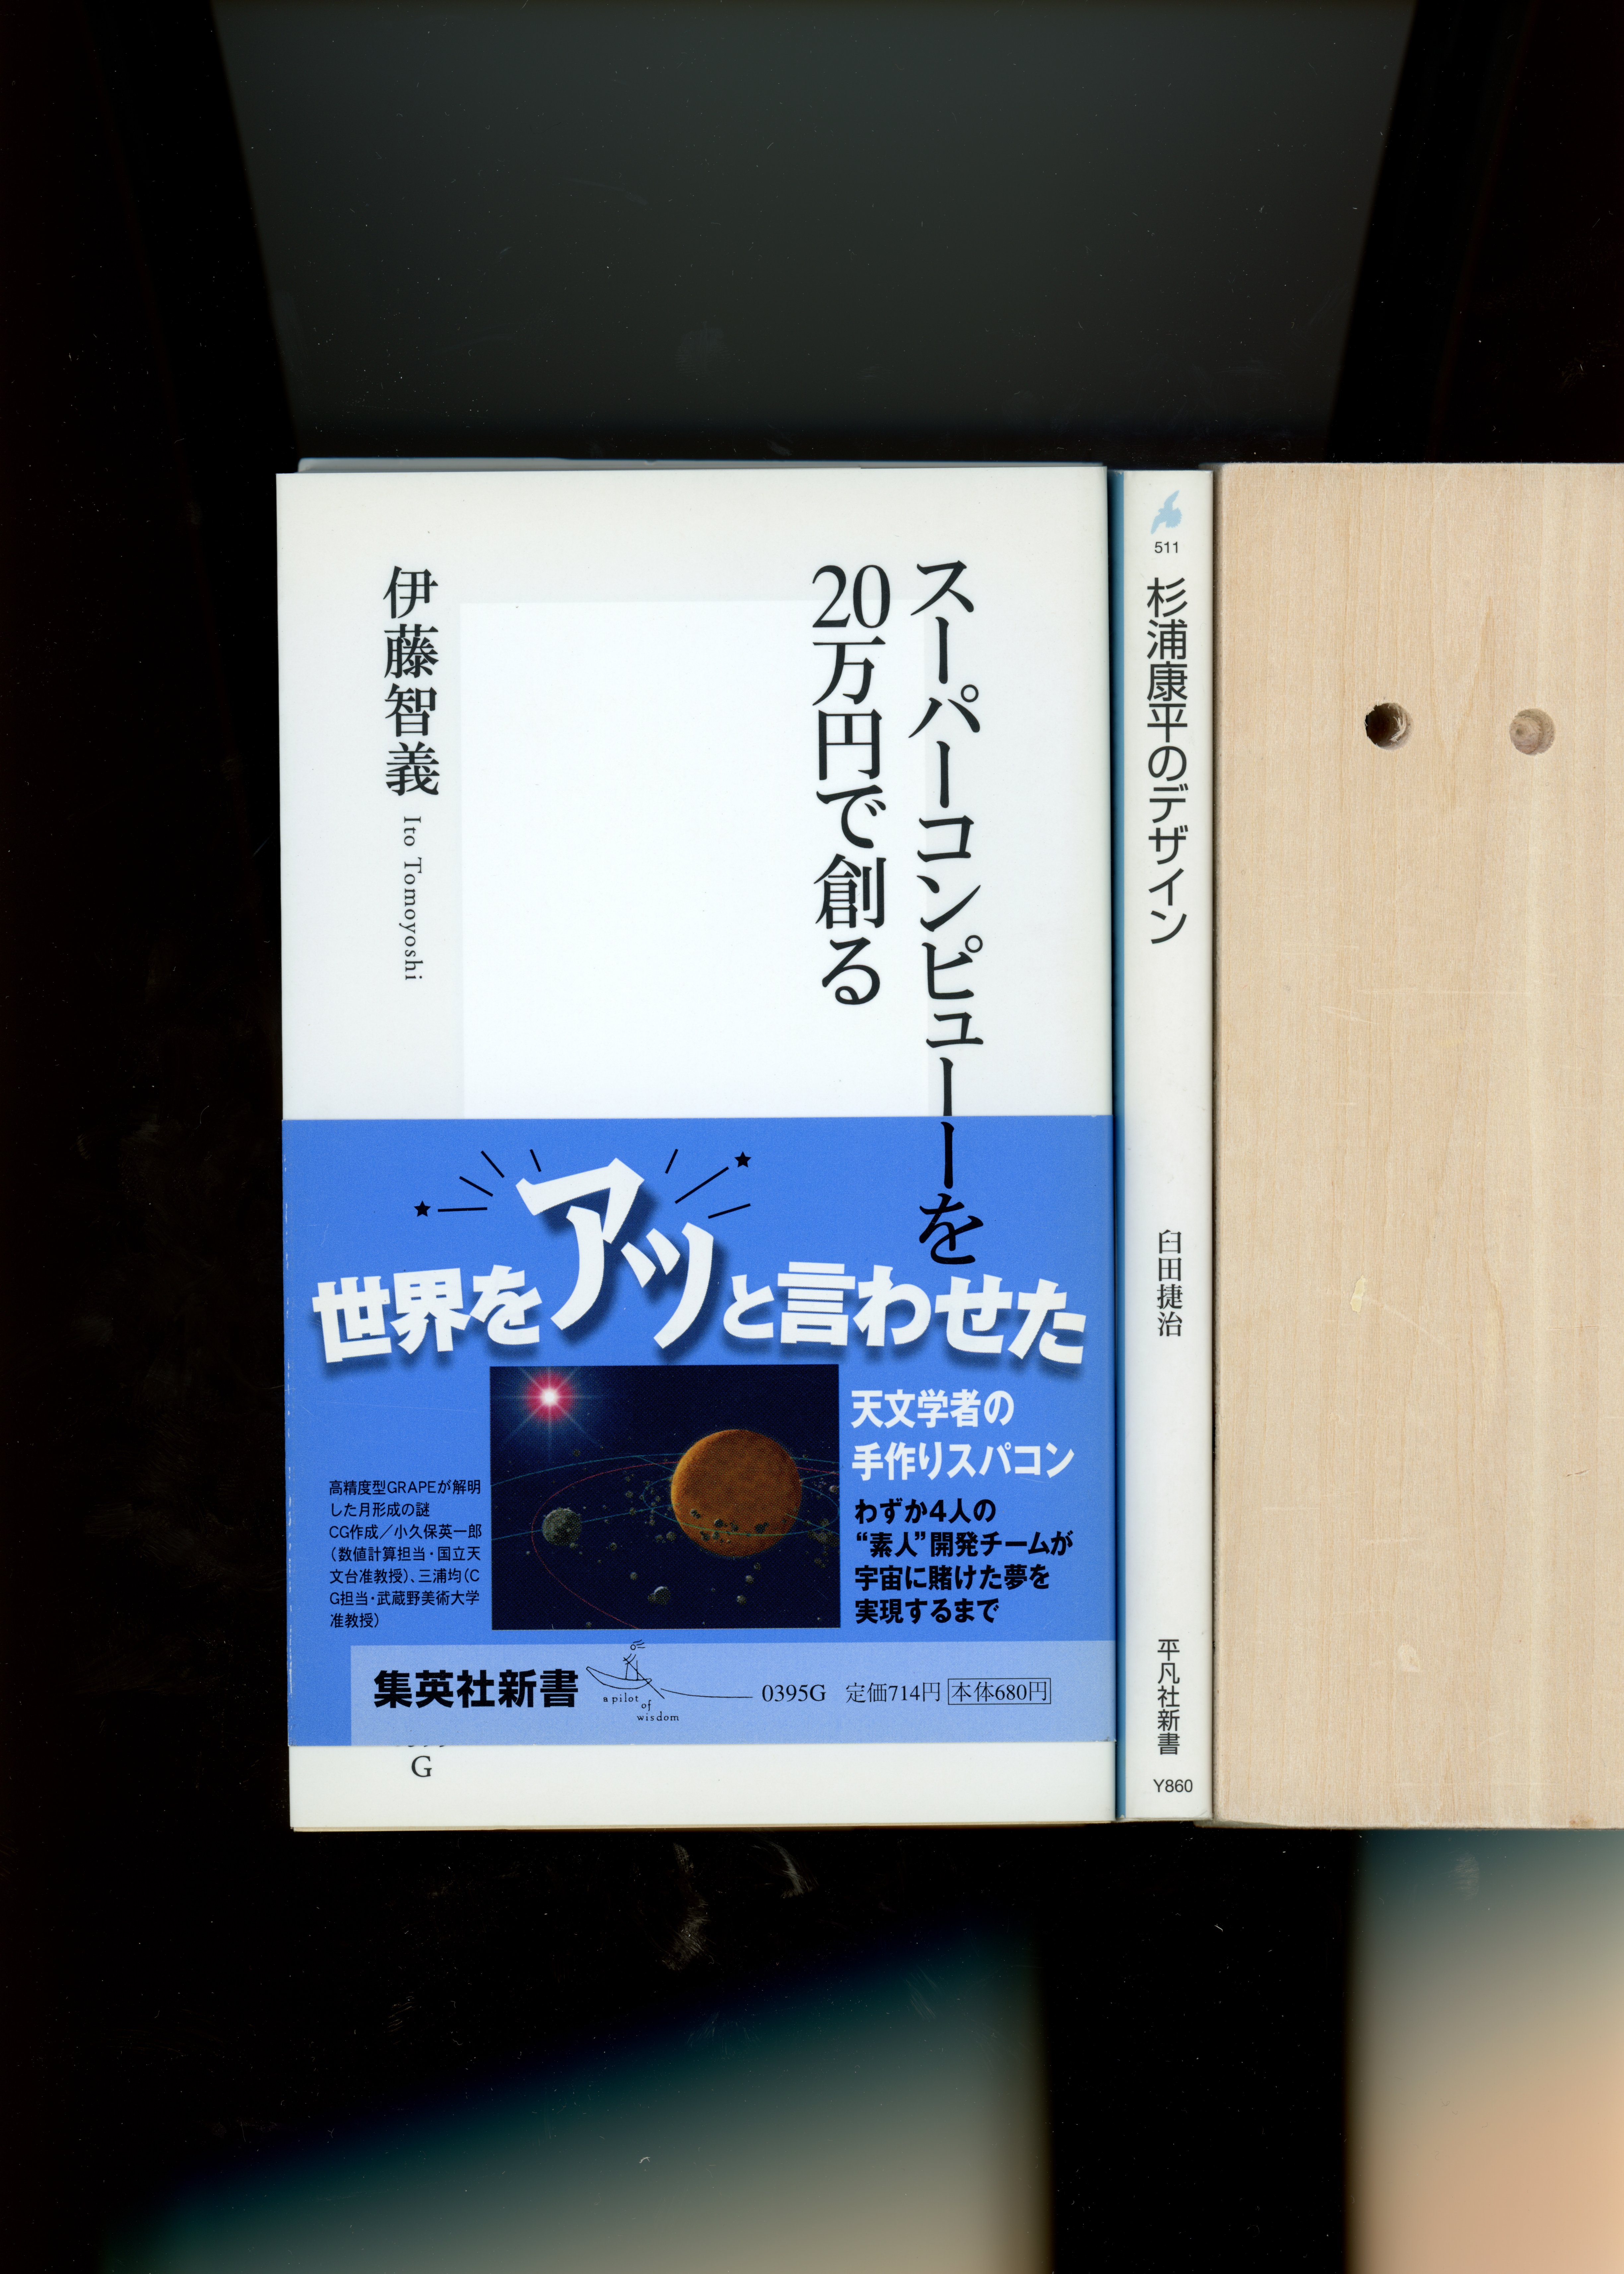 スーパーコンピューーを
20万円で創る
伊藤智義
Ito Tomoyoshi
世界をアッと言わせた
天文学者の
手作りスパコン
わずか4人の
“素人”開発チームが
宇宙に賭けた夢を
実現するまで
高精度型GRAPEが解明
した月形成の謎
CG作成／小久保英一郎
（数値計算担当・国立天
文台准教授）、三浦均（C
G担当・武蔵野美術大学
准教授）
集英社新書
a pilot of wisdom
0395G 定価714円 本体680円
G
511
杉浦康平のデザイン
臼田捷治
平凡社新書
Y860